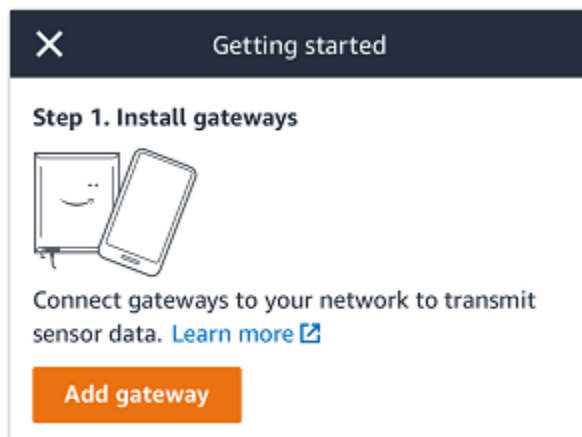 Getting started
Step 1. Install gateways
Connect gateways to your network to transmit
sensor data. Learn more
Add gateway